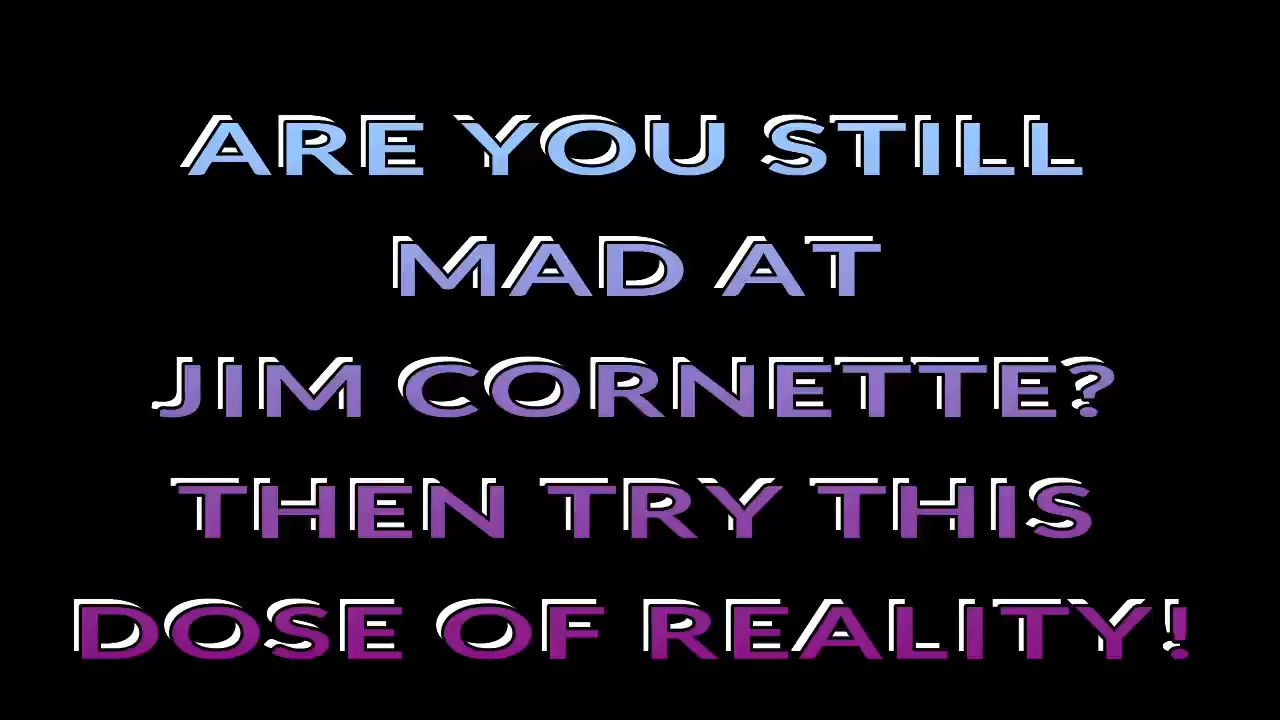 ARE YOU STILL
MAD AT
JIM CORNETTE?
THEN TRY THIS
DOSE OF REALITY!